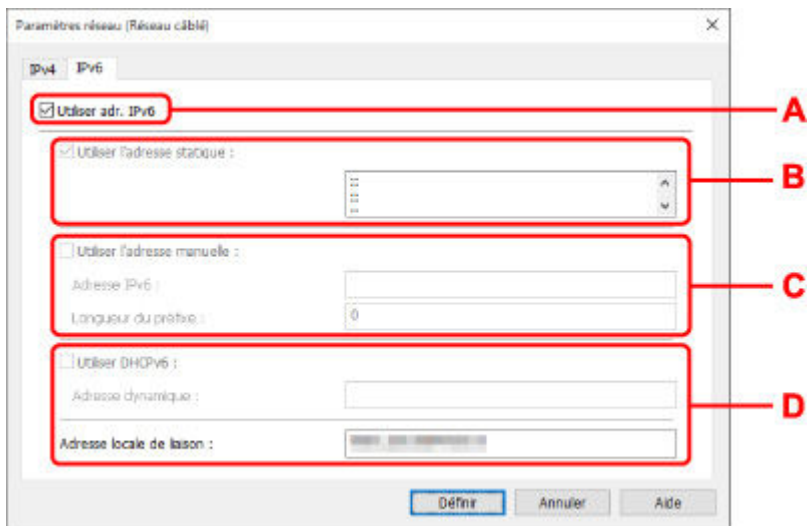 Paramètres réseau (Réseau câblé)
IPv4 IPv6
Utiliser adr. IPv6
A
Utiliser l'adresse statique :
::
::
::
B
Utiliser l'adresse manuelle :
Adresse IPv6 :
C
Longueur du préfixe : 0
Utiliser DHCPv6 :
Adresse dynamique :
D
Adresse locale de liaison :
Définir Annuler Aide